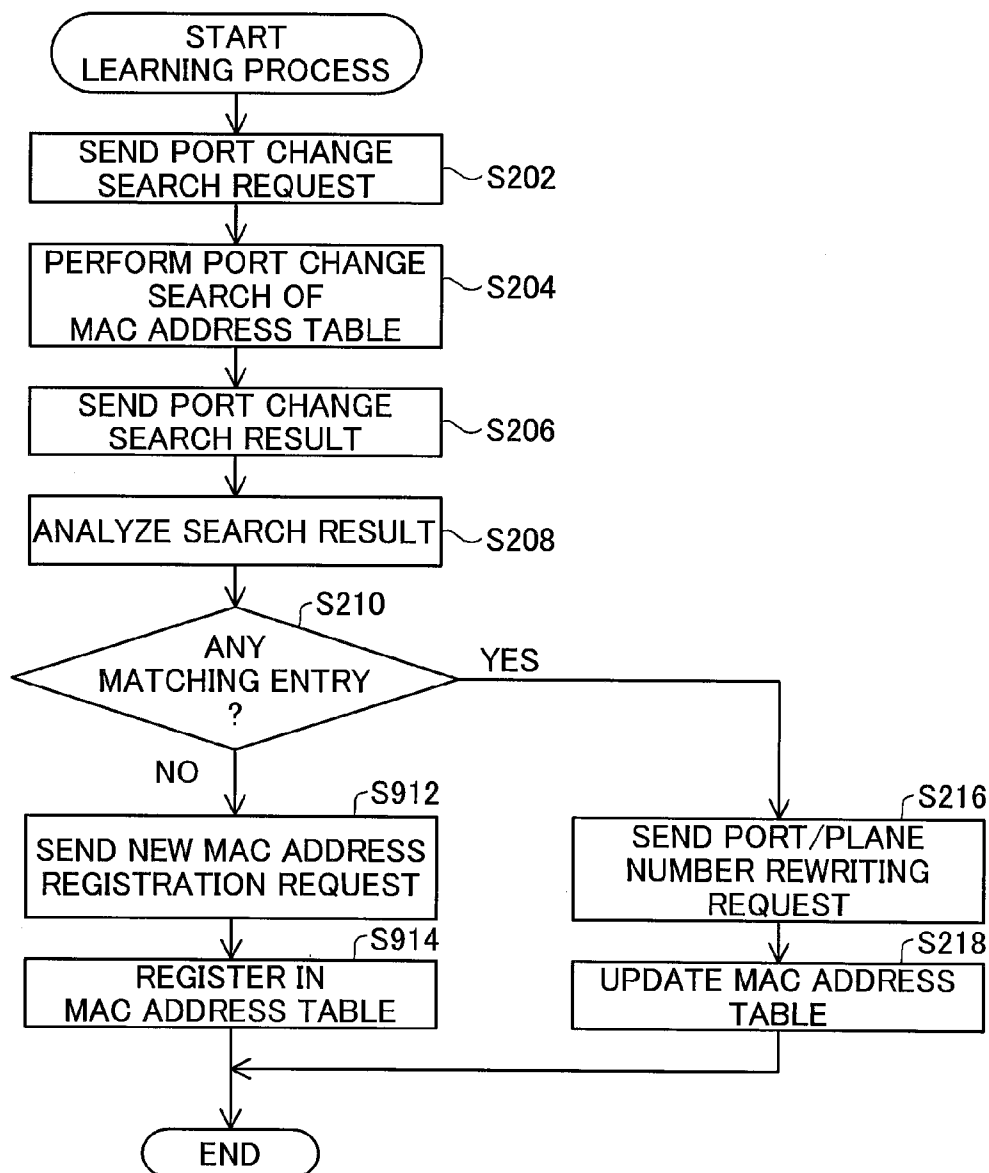 START
LEARNING PROCESS
SEND PORT CHANGE
SEARCH REQUEST
S202
PERFORM PORT CHANGE
SEARCH OF
MAC ADDRESS TABLE
S204
SEND PORT CHANGE
SEARCH RESULT
S206
ANALYZE SEARCH RESULT
S208
S210
ANY
MATCHING ENTRY
?
YES
NO
S912
SEND NEW MAC ADDRESS
REGISTRATION REQUEST
S914
REGISTER IN
MAC ADDRESS TABLE
S216
SEND PORT/PLANE
NUMBER REWRITING
REQUEST
S218
UPDATE MAC ADDRESS
TABLE
END